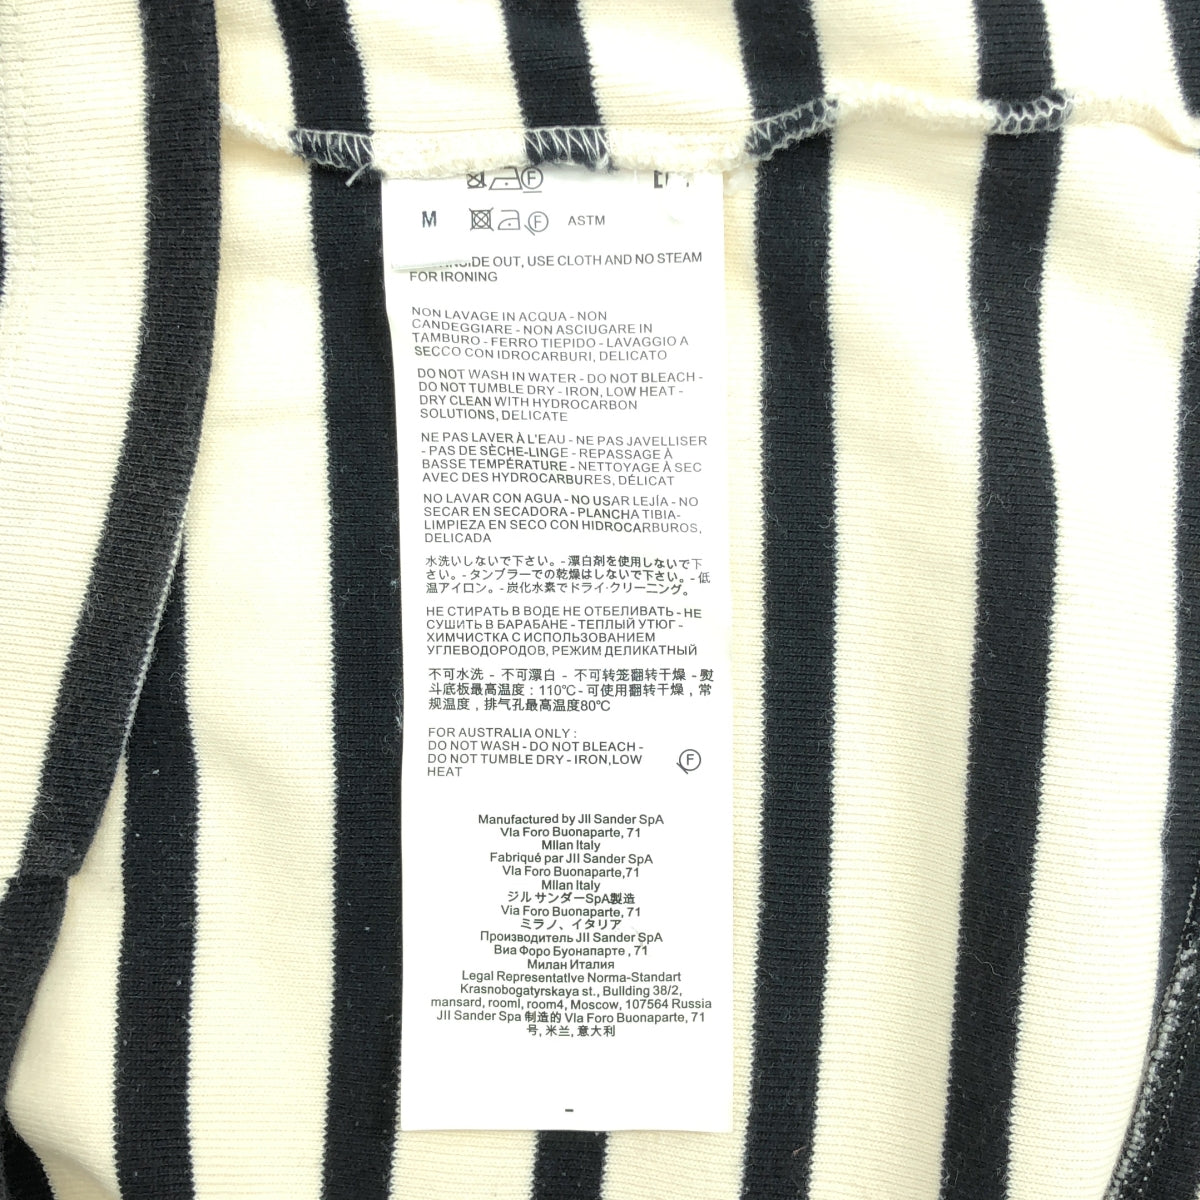 F
M F ASTM
OUT, USE CLOTH AND NO STEAM
FOR IRONING
NON LAVAGE IN ACQUA - NON
CANDEGGIARE - NON ASCIUGARE IN
TAMBURO - FERRO TIEPIDO - LAVAGGIO A
SECCO CON IDROCARBURI, DELICATO
DO NOT WASH IN WATER - DO NOT BLEACH -
DO NOT TUMBLE DRY - IRON, LOW HEAT -
DRY CLEAN WITH HYDROCARBON
SOLUTIONS, DELICATE
NE PAS LAVER À L'EAU - NE PAS JAVELLISER
- PAS DE SÈCHE-LINGE - REPASSAGE À
BASSE TEMPÉRATURE - NETTOYAGE À SEC
AVEC DES HYDROCARBURES, DÉLICAT
NO LAVAR CON AGUA - NO USAR LEJÍA - NO
SECAR EN SECADORA - PLANCHA TIBIA-
LIMPIEZA EN SECO CON HIDROCARBUROS,
DELICADA
水洗いしないで下さい。- 漂白剤を使用しないで下
さい。- タンブラーでの乾燥はしないで下さい。- 低
温アイロン。- 炭化水素でドライ·クリーニング。
НЕ СТИРАТЬ В ВОДЕ НЕ ОТБЕЛИВАТЬ - НЕ
СУШИТЬ В БАРАБАНЕ - ТЕПЛЫЙ УТЮГ -
ХИМЧИСТКА С ИСПОЛЬЗОВАНИЕМ
УГЛЕВОДОРОДОВ, РЕЖИМ ДЕЛИКАТНЫЙ
不可水洗 - 不可漂白 - 不可转笼翻转干燥 - 熨
斗底板最高温度：110℃ - 可使用翻转干燥，常
规温度，排气孔最高温度80℃
FOR AUSTRALIA ONLY :
DO NOT WASH - DO NOT BLEACH -
DO NOT TUMBLE DRY - IRON,LOW
HEAT
F
Manufactured by JIl Sander SpA
VIa Foro Buonaparte, 71
MIlan Italy
Fabriqué par JIl Sander SpA
VIa Foro Buonaparte,71
MIlan Italy
ジル サンダーSpA製造
Via Foro Buonaparte, 71
ミラノ、イタリア
Производитель JIl Sander SpA
Виа Форо Буонапарте , 71
Милан Италия
Legal Representative Norma-Standart
Krasnobogatyrskaya st., Building 38/2,
mansard, rooml, room4, Moscow, 107564 Russia
JIl Sander Spa 制造的 VIa Foro Buonaparte, 71
号, 米兰, 意大利
-